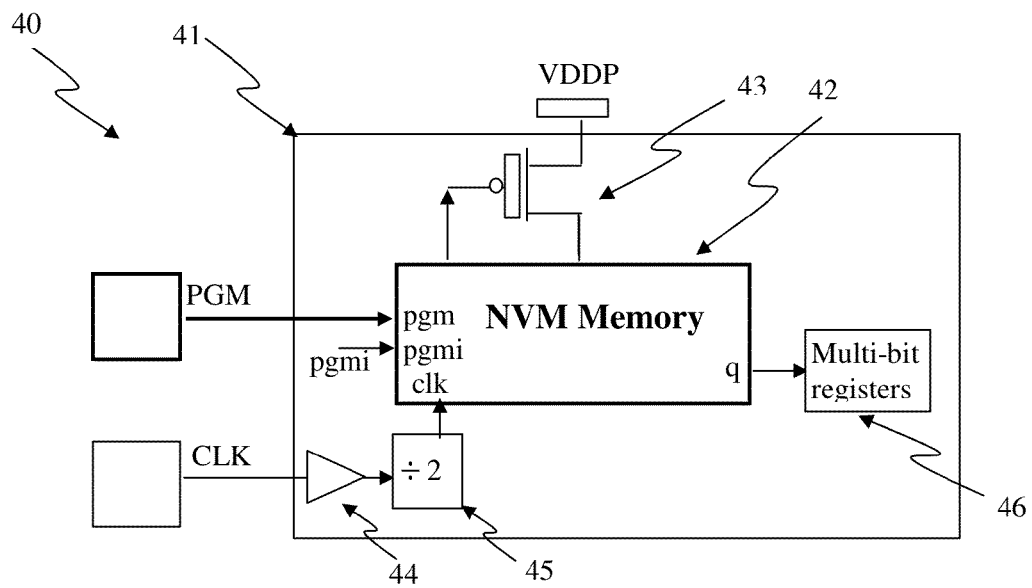 40
41
VDDP
43
42
PGM
NVM Memory
pgm
pgmi
pgmi
clk
q
Multi-bit
registers
CLK
÷ 2
44
45
46